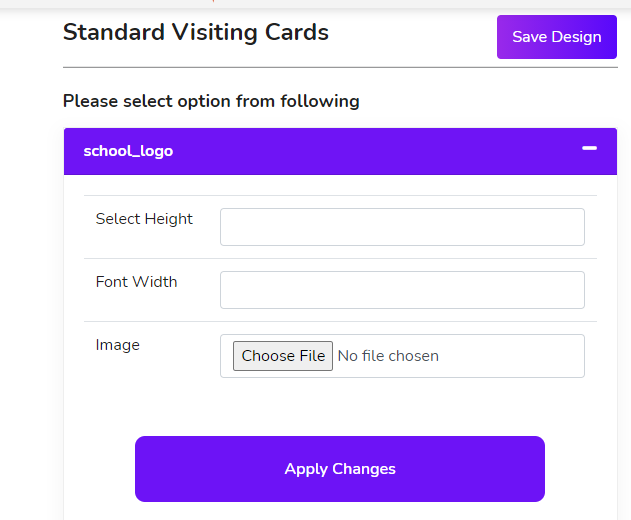 Standard Visiting Cards
Save Design
Please select option from following
school_logo
Select Height
Font Width
Image
Choose File No file chosen
Apply Changes